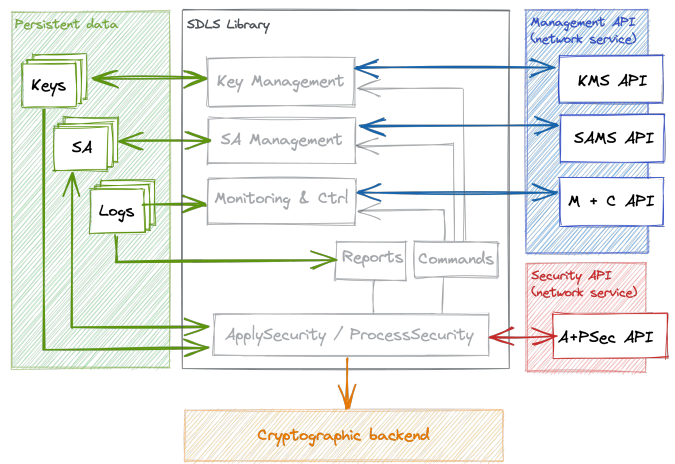 Persistent data
Keys
SA
Logs
SDLS Library
Key Management
SA Management
Monitoring & Ctrl
Reports
Commands
ApplySecurity / ProcessSecurity
Management API
(network service)
KMS API
SAMS API
M + C API
Security API
(network service)
A+PSec API
Cryptographic backend